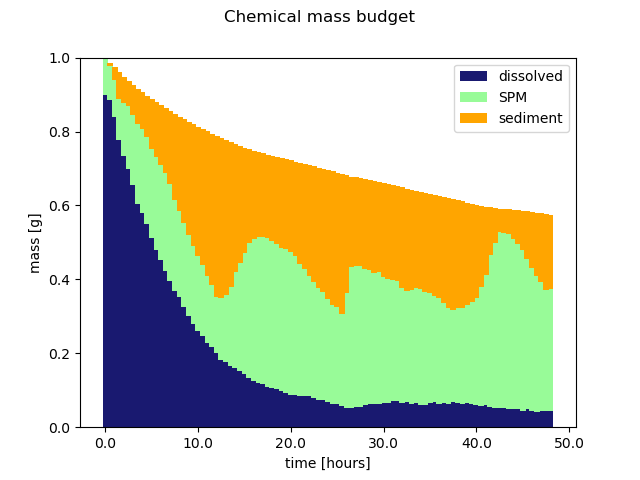 Chemical mass budget
1.0
0.8
0.6
0.4
0.2
0.0
mass [g]
dissolved
SPM
sediment
0.0 10.0 20.0 30.0 40.0 50.0
time [hours]